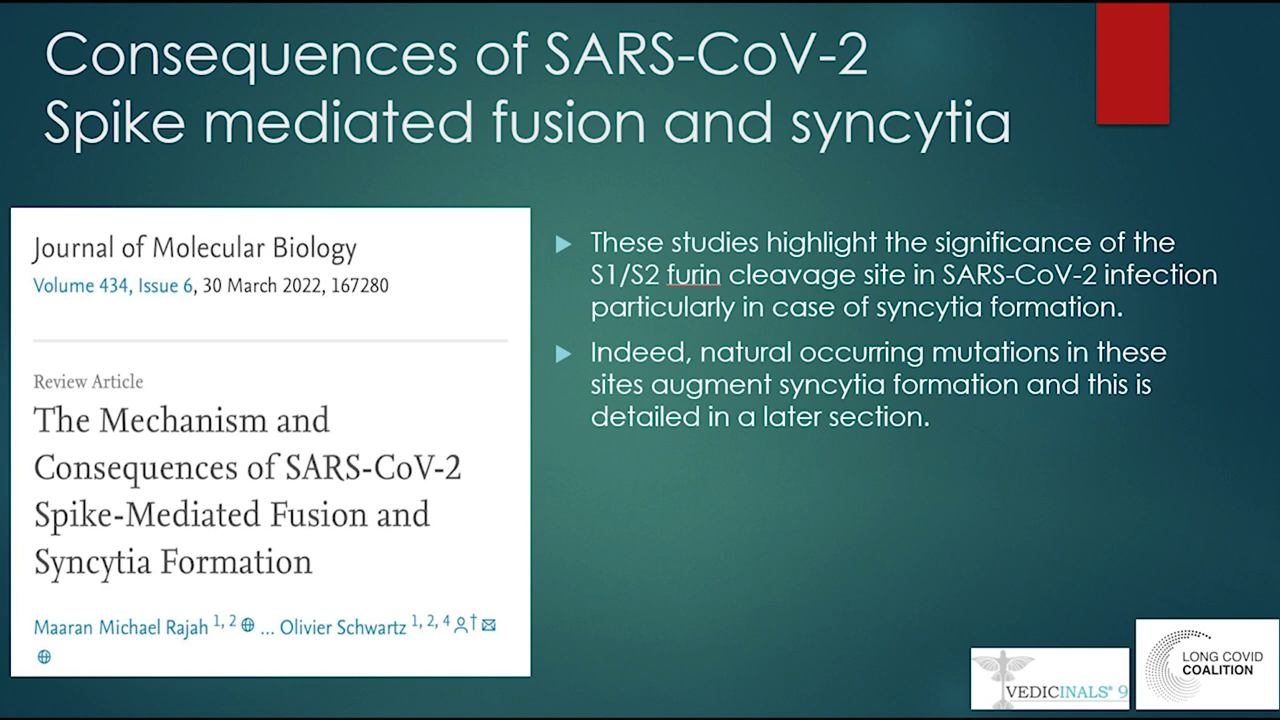 Consequences of SARS-CoV-2
Spike mediated fusion and syncytia
Journal of Molecular Biology
Volume 434, Issue 6, 30 March 2022, 167280
Review Article
The Mechanism and
Consequences of SARS-CoV-2
Spike-Mediated Fusion and
Syncytia Formation
Maaran Michael Rajah 1, 2 ... Olivier Schwartz 1, 2, 4 †
These studies highlight the significance of the
S1/S2 furin cleavage site in SARS-CoV-2 infection
particularly in case of syncytia formation.
Indeed, natural occurring mutations in these
sites augment syncytia formation and this is
detailed in a later section.
VEDICINALS® 9
LONG COVID
COALITION